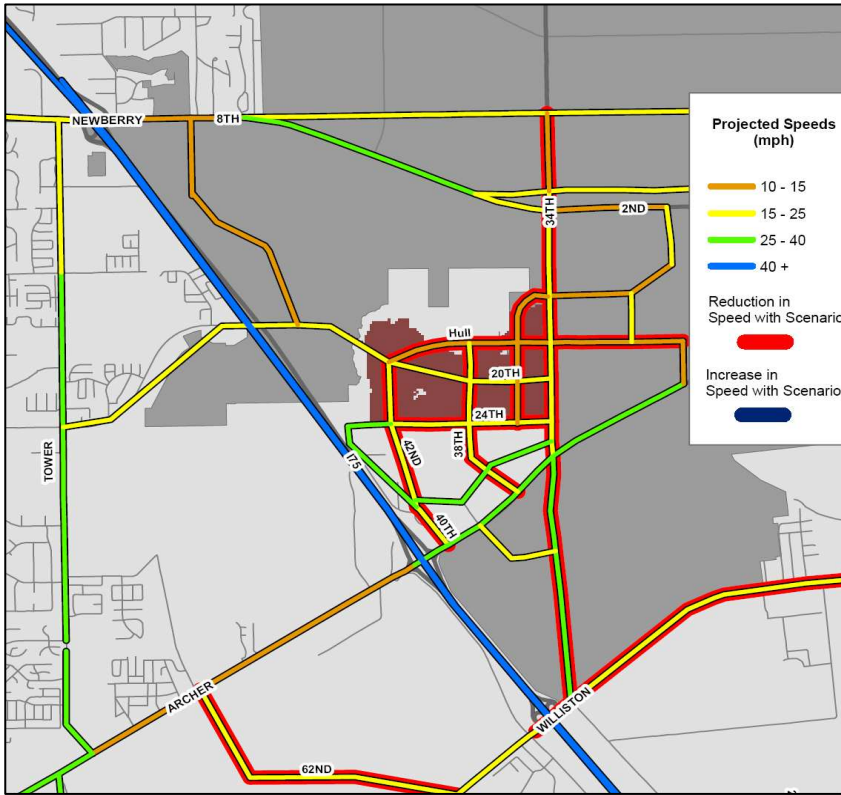 NEWBERRY
8TH
34TH
2ND
Hull
20TH
24TH
38TH
42ND
40TH
I75
TOWER
ARCHER
62ND
WILLISTON
Projected Speeds
(mph)
10 - 15
15 - 25
25 - 40
40 +
Reduction in
Speed with Scenario
Increase in
Speed with Scenario